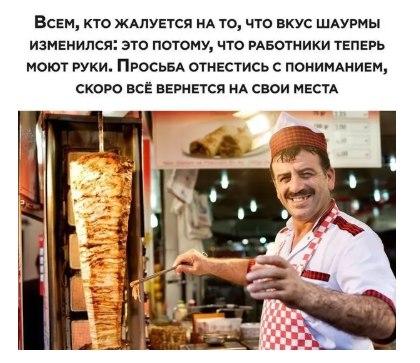 Всем, кто жалуется на то, что вкус шаурмы
изменился: это потому, что работники теперь
моют руки. Просьба отнестись с пониманием,
скоро всё вернется на свои места